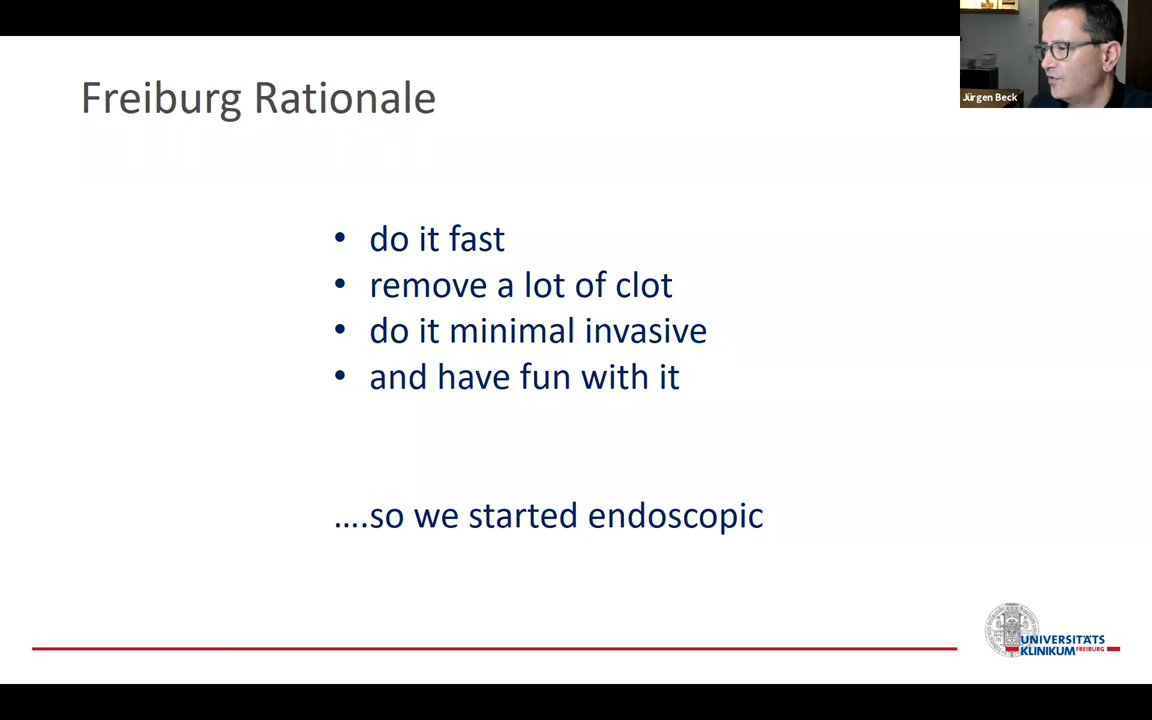 Freiburg Rationale
Jürgen Beck
• do it fast
• remove a lot of clot
• do it minimal invasive
• and have fun with it
....so we started endoscopic
UNIVERSITÄTS
KLINIKUM FREIBURG